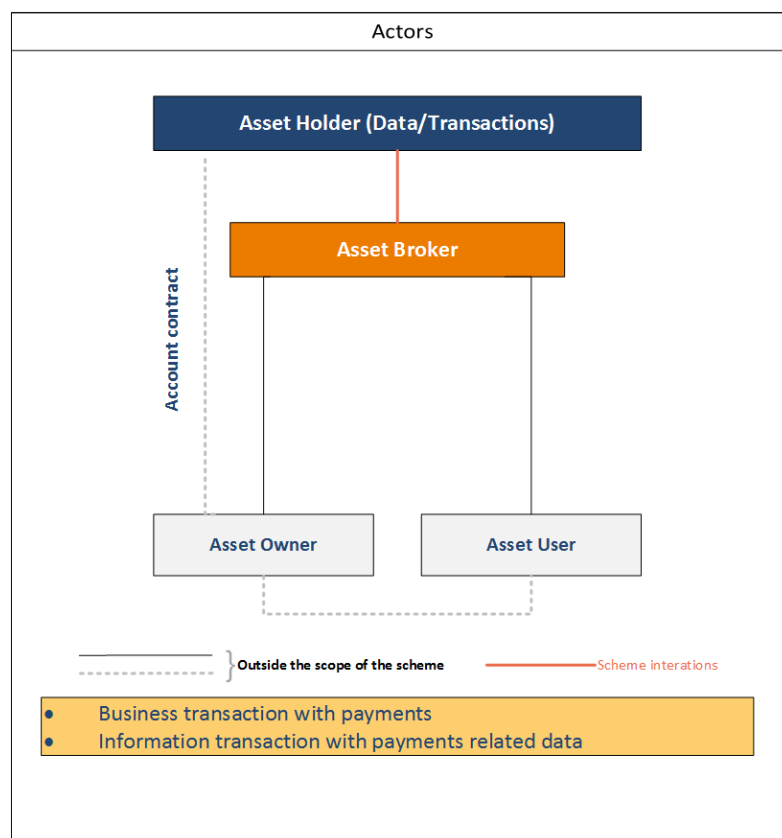 Actors
Asset Holder (Data/Transactions)
Asset Broker
Account contract
Asset Owner
Asset User
Outside the scope of the scheme
Scheme interations
• Business transaction with payments
• Information transaction with payments related data